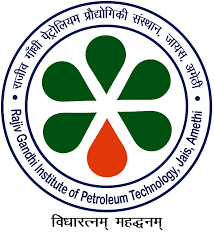 राजीव गाँधी पेट्रोलियम प्रौद्योगिकी संस्थान, जायस, अमेठी
Rajiv Gandhi Institute of Petroleum Technology, Jais, Amethi
विधारत्नम् महद्धनम्